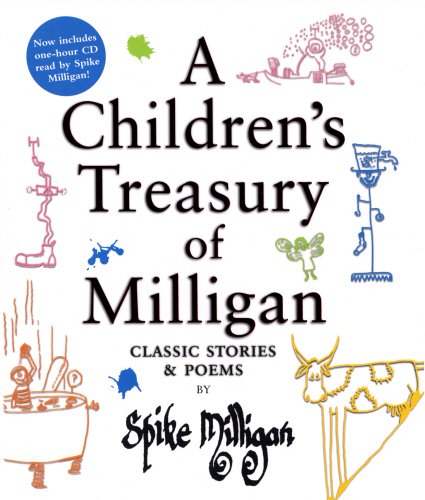 Now includes
one-hour CD
read by Spike
Milligan!
A
Children's
Treasury
of
Milligan
CLASSIC STORIES
& POEMS
BY
Spike Milligan